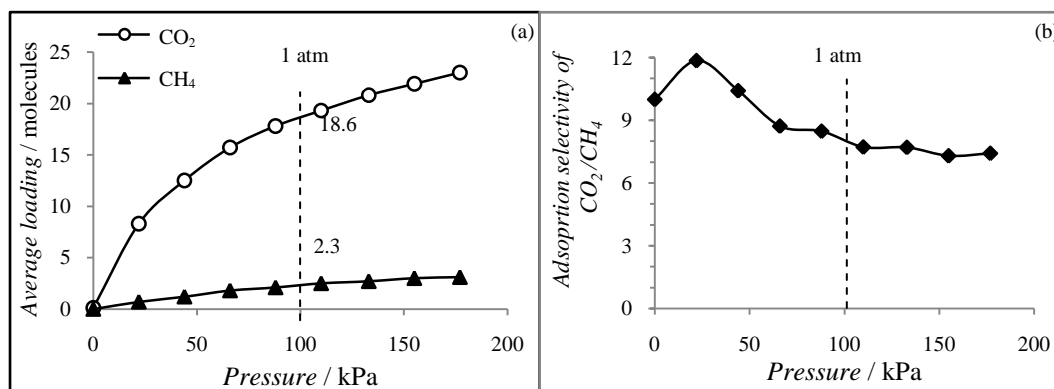 (a)
CO2
CH4
1 atm
18.6
2.3
Average loading / molecules
25
20
15
10
5
0
0 50 100 150 200
Pressure / kPa
(b)
1 atm
Adsoprtion selectivity of
CO2/CH4
12
9
6
3
0
0 50 100 150 200
Pressure / kPa